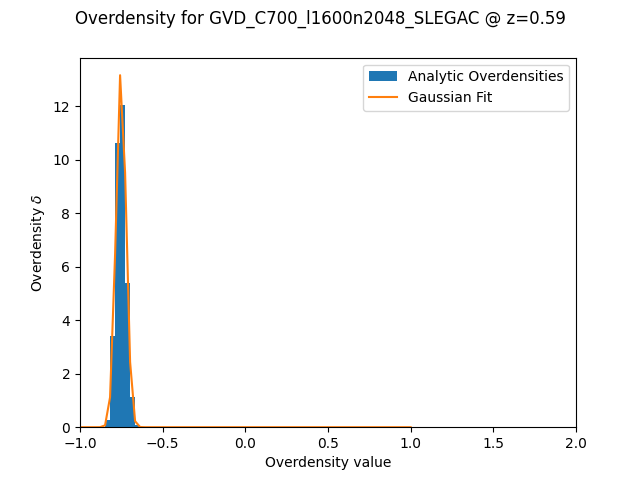 Overdensity for GVD_C700_l1600n2048_SLEGAC @ z=0.59
Analytic Overdensities
Gaussian Fit
Overdensity δ
12
10
8
6
4
2
0
−1.0 −0.5 0.0 0.5 1.0 1.5 2.0
Overdensity value